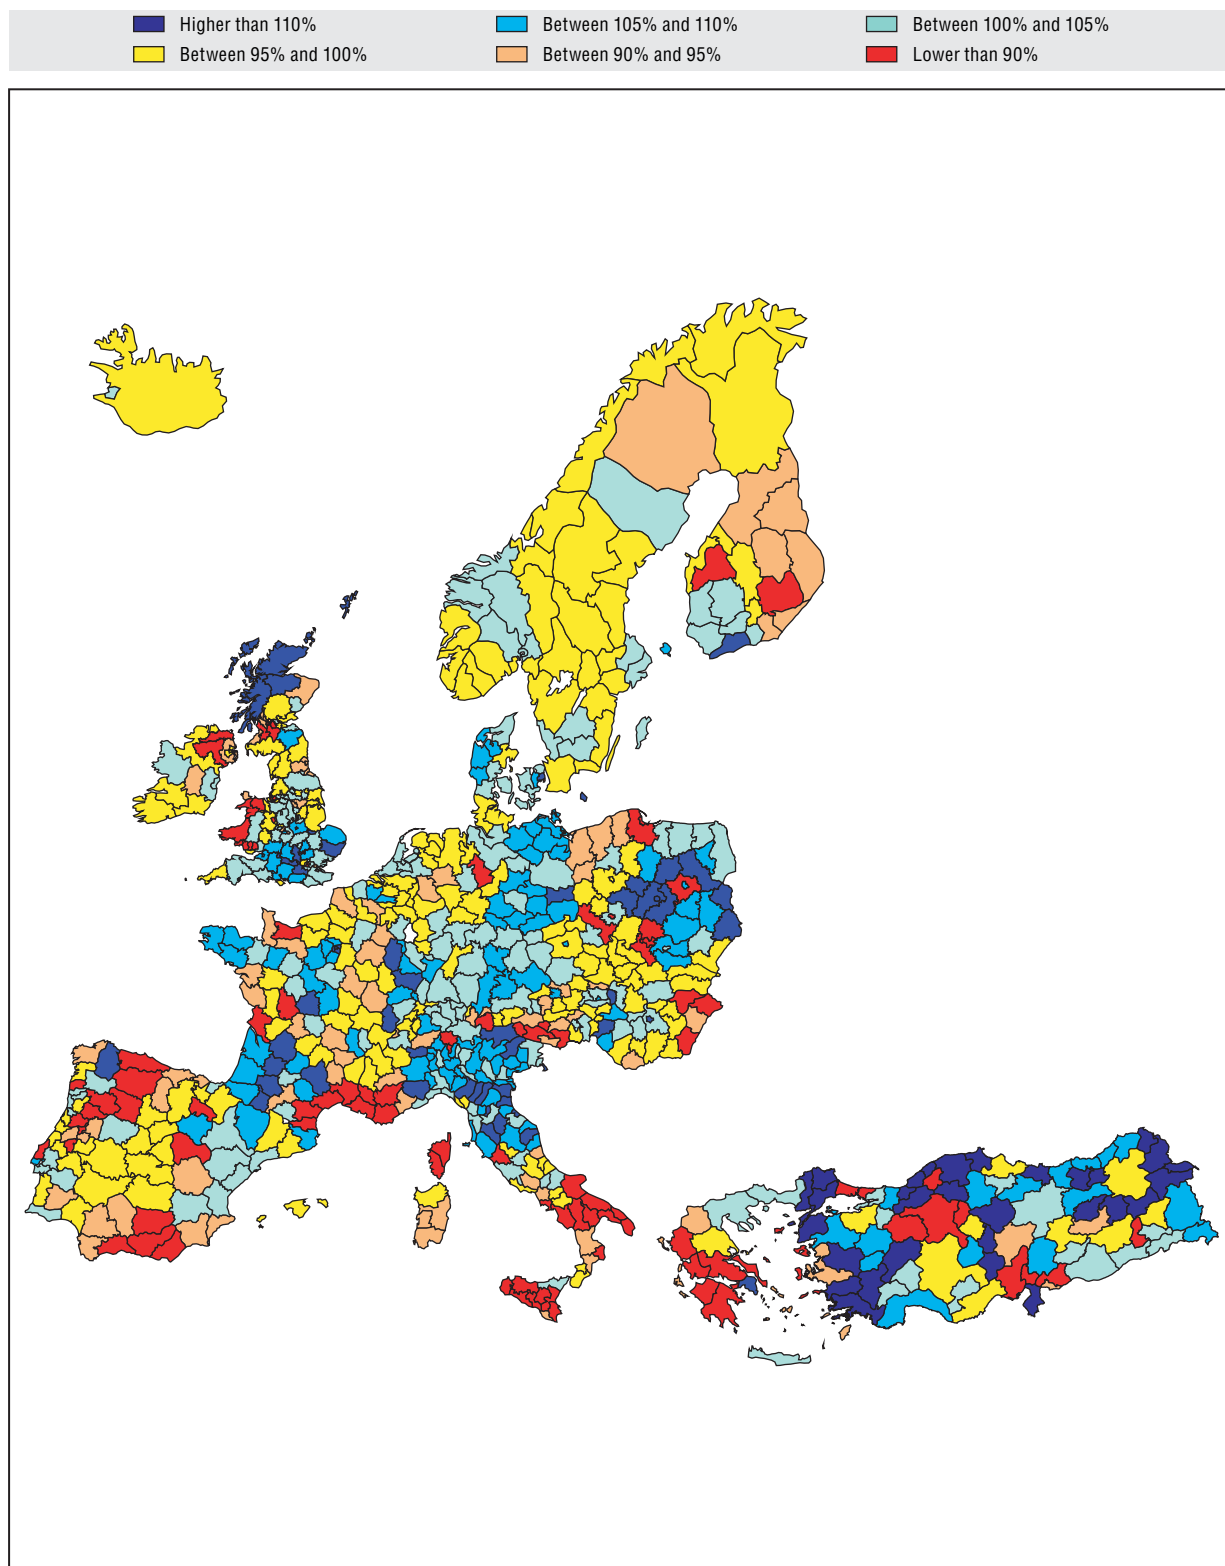 Higher than 110% Between 105% and 110% Between 100% and 105%
Between 95% and 100% Between 90% and 95% Lower than 90%